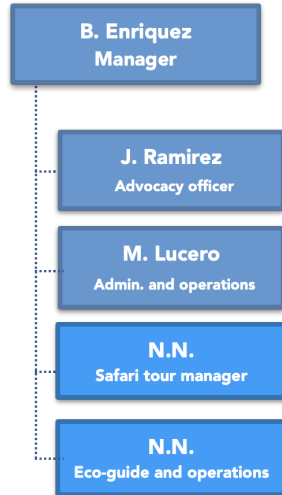 B. Enriquez
Manager
J. Ramirez
Advocacy officer
M. Lucero
Admin. and operations
N.N.
Safari tour manager
N.N.
Eco-guide and operations